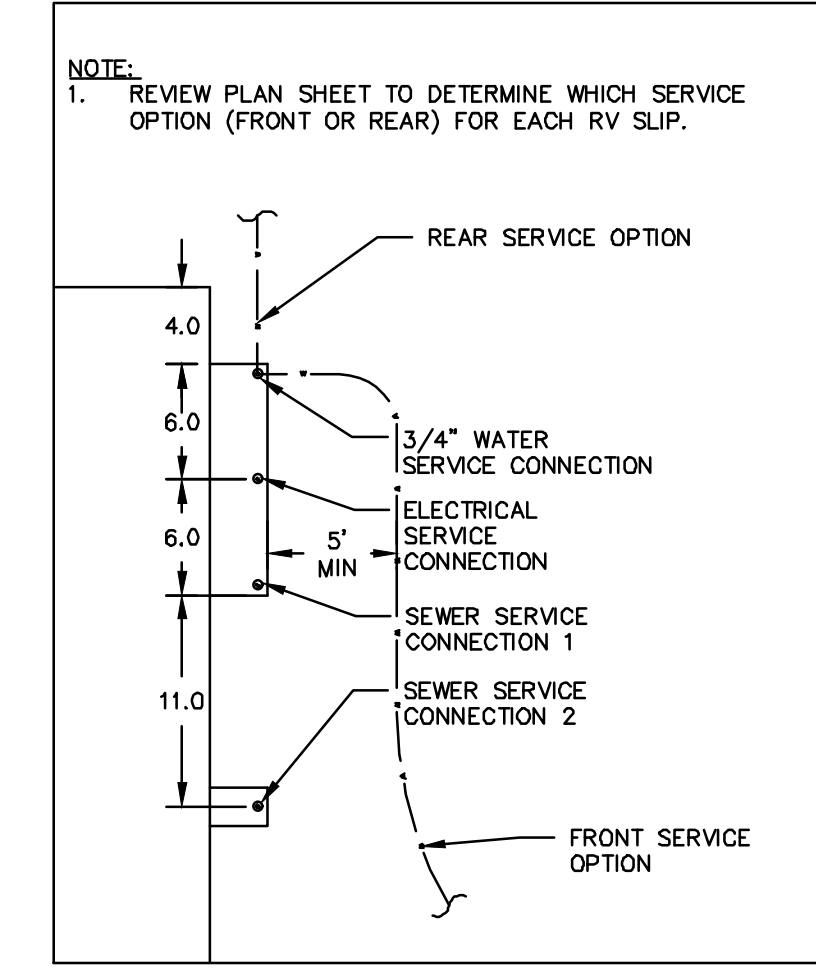 NOTE:
1. REVIEW PLAN SHEET TO DETERMINE WHICH SERVICE
OPTION (FRONT OR REAR) FOR EACH RV SLIP.
REAR SERVICE OPTION
4.0
6.0
3/4" WATER
SERVICE CONNECTION
ELECTRICAL
SERVICE
CONNECTION
6.0
5'
MIN
SEWER SERVICE
CONNECTION 1
11.0
SEWER SERVICE
CONNECTION 2
FRONT SERVICE
OPTION